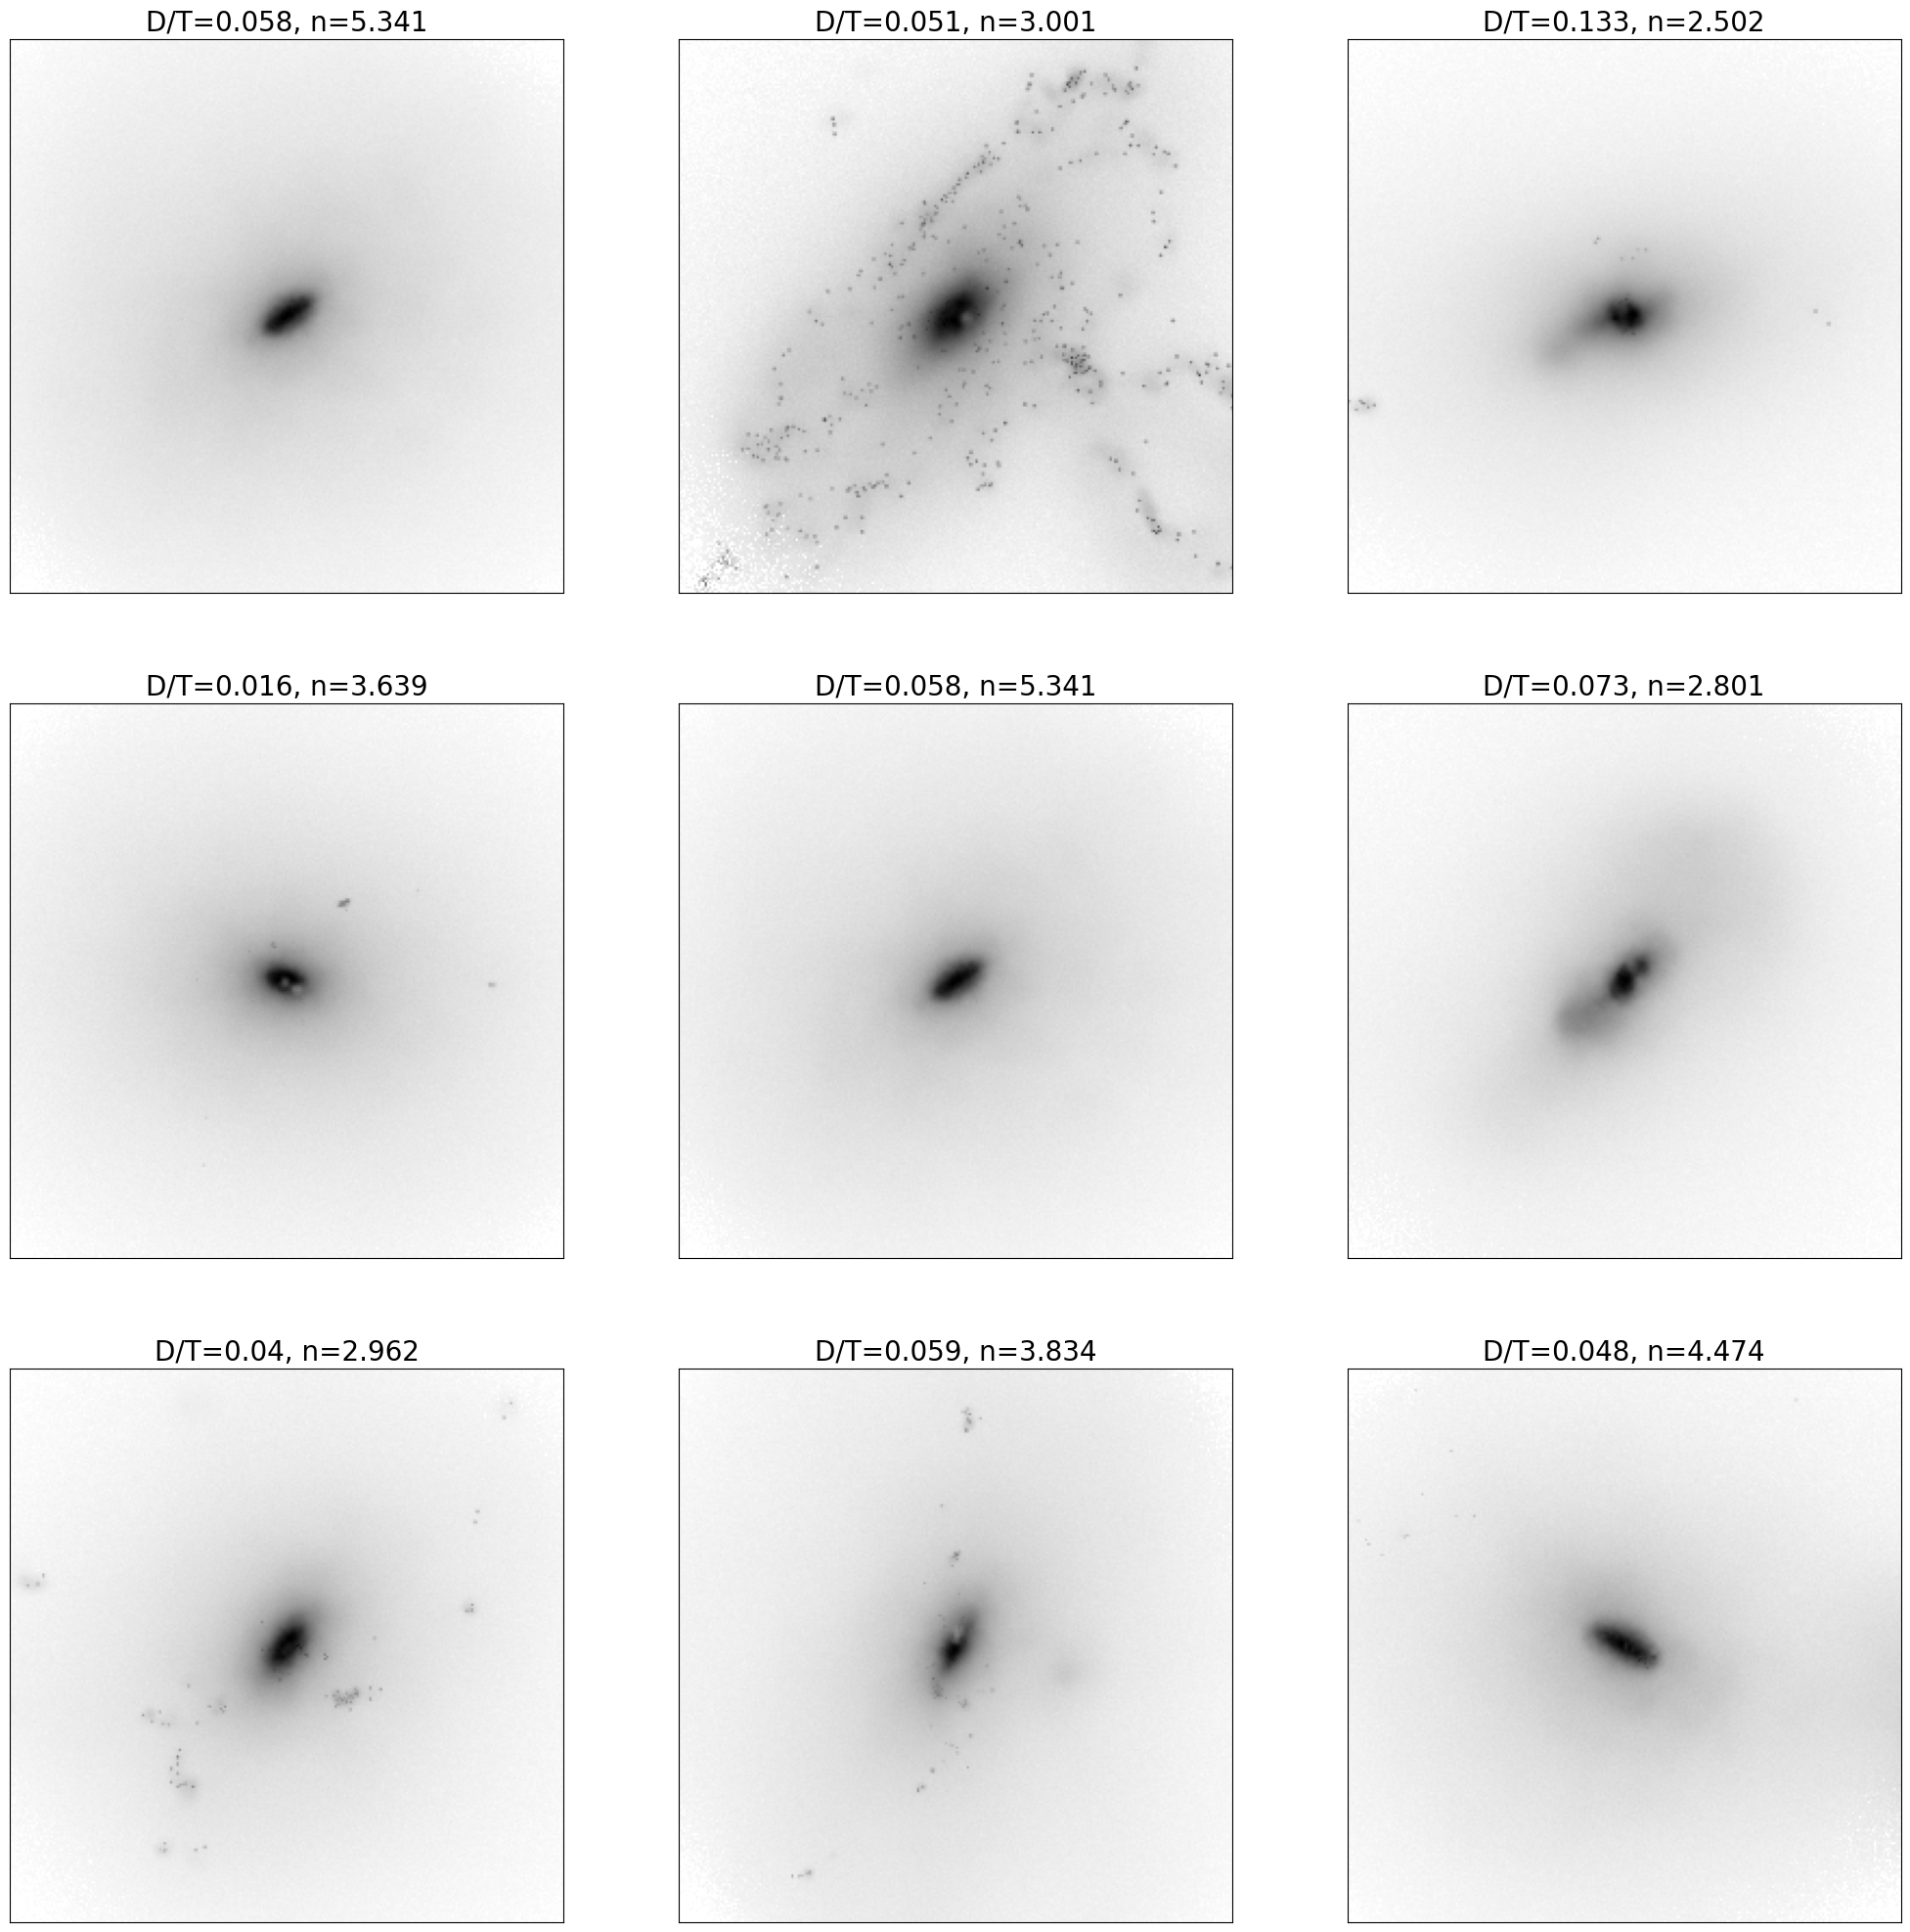 D/T=0.058, n=5.341
D/T=0.051, n=3.001
D/T=0.133, n=2.502
D/T=0.016, n=3.639
D/T=0.058, n=5.341
D/T=0.073, n=2.801
D/T=0.04, n=2.962
D/T=0.059, n=3.834
D/T=0.048, n=4.474